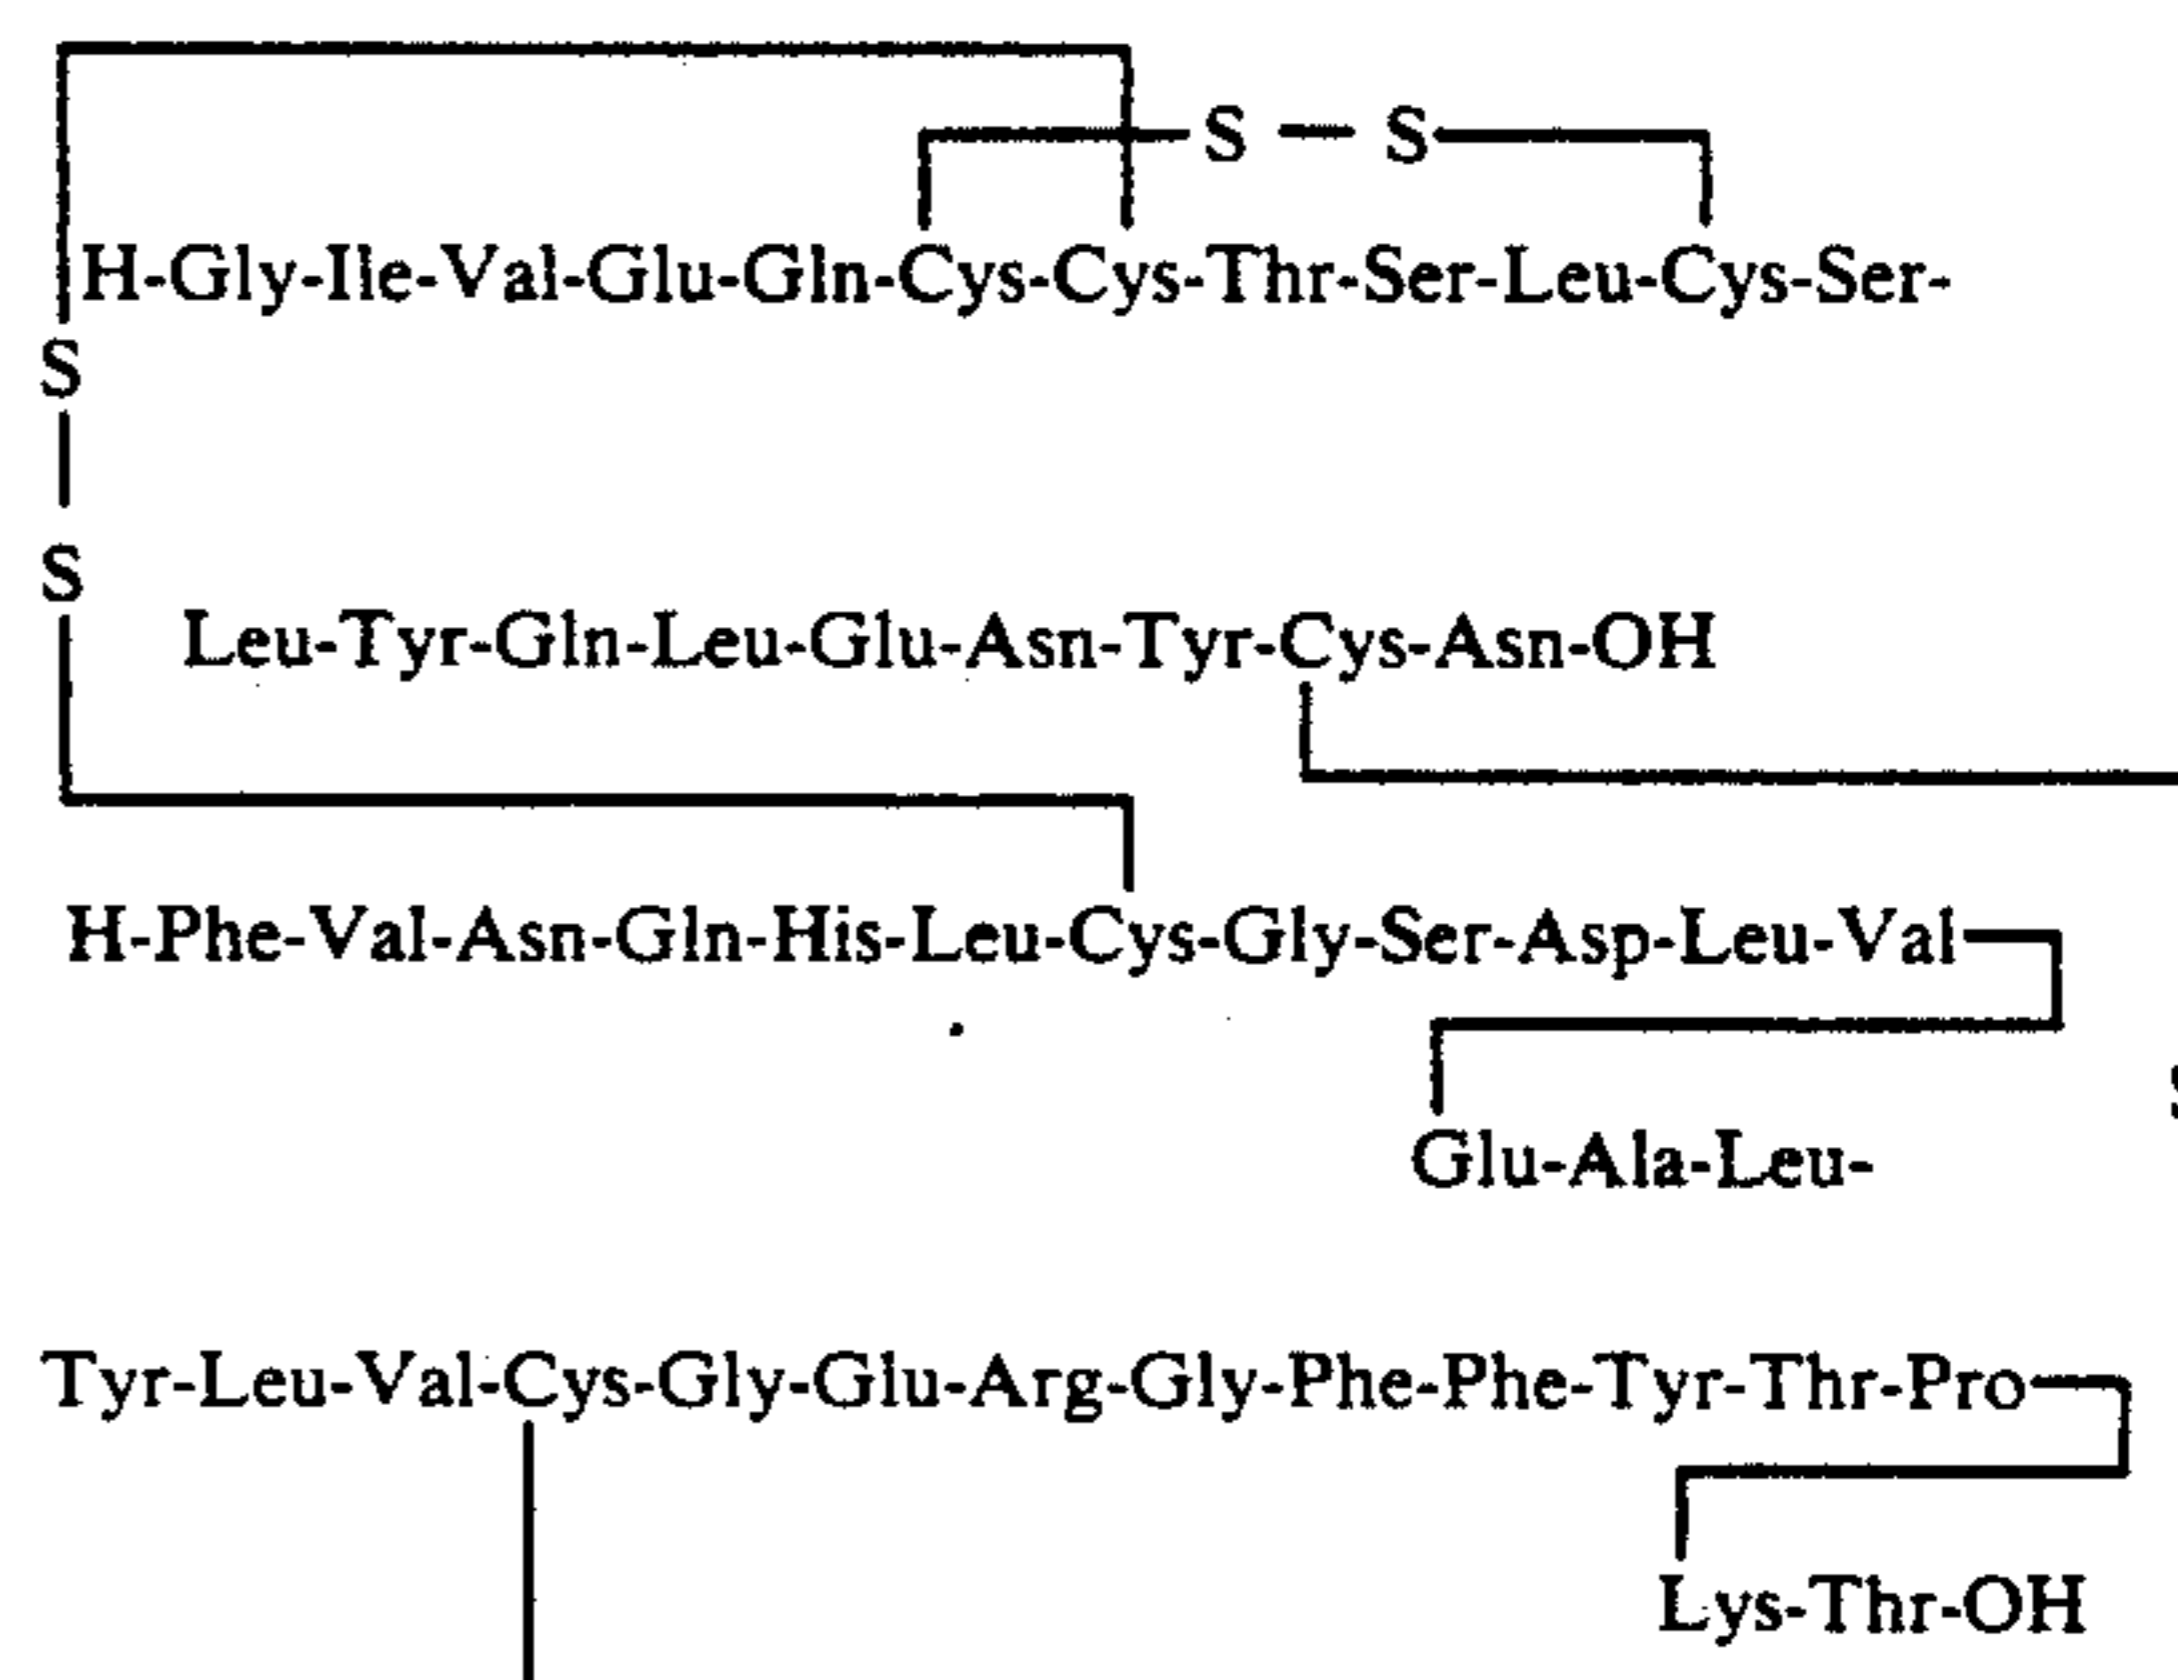 S — S
H-Gly-Ile-Val-Glu-Gln-Cys-Cys-Thr-Ser-Leu-Cys-Ser-
S
S
Leu-Tyr-Gln-Leu-Glu-Asn-Tyr-Cys-Asn-OH
H-Phe-Val-Asn-Gln-His-Leu-Cys-Gly-Ser-Asp-Leu-Val
Glu-Ala-Leu-
Tyr-Leu-Val-Cys-Gly-Glu-Arg-Gly-Phe-Phe-Tyr-Thr-Pro
Lys-Thr-OH